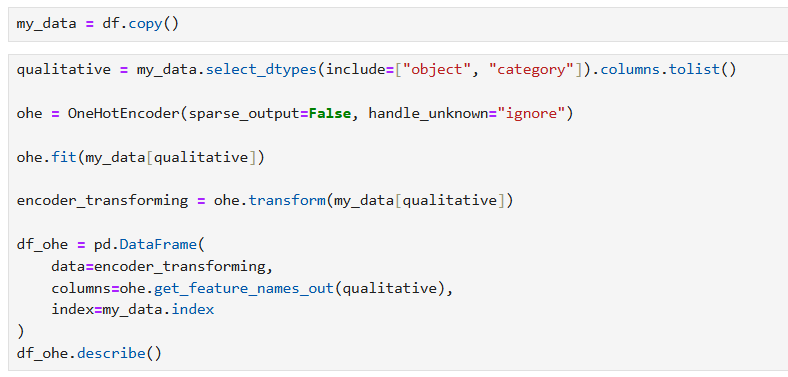 my_data = df.copy()
qualitative = my_data.select_dtypes(include=["object", "category"]).columns.tolist()
ohe = OneHotEncoder(sparse_output=False, handle_unknown="ignore")
ohe.fit(my_data[qualitative])
encoder_transforming = ohe.transform(my_data[qualitative])
df_ohe = pd.DataFrame(
    data=encoder_transforming,
    columns=ohe.get_feature_names_out(qualitative),
    index=my_data.index
)
df_ohe.describe()